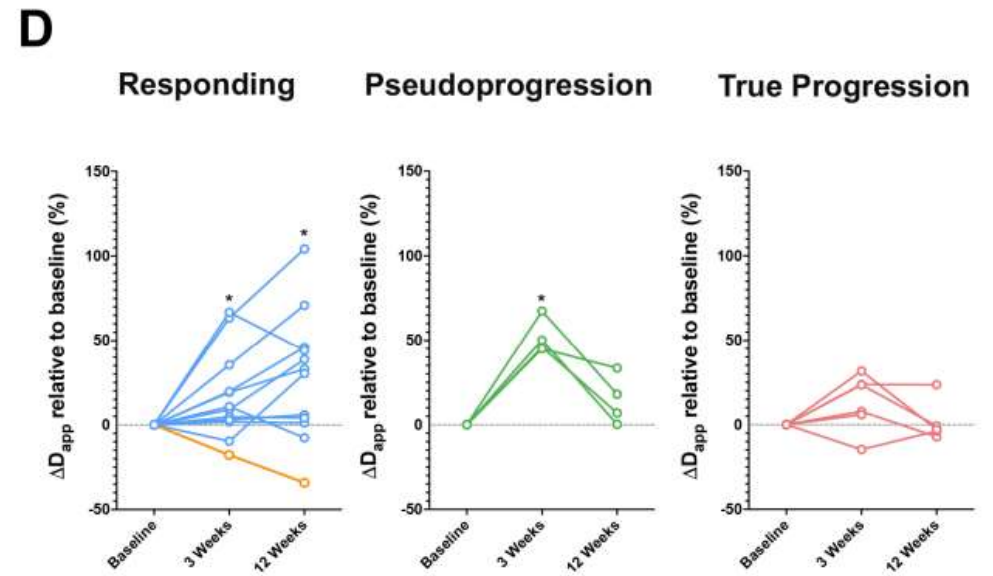 D
Responding
Pseudoprogression
True Progression
ΔDapp relative to baseline (%)
150
100
50
0
-50
*
*
Baseline
3 Weeks
12 Weeks
ΔDapp relative to baseline (%)
150
100
50
0
-50
*
Baseline
3 Weeks
12 Weeks
ΔDapp relative to baseline (%)
150
100
50
0
-50
Baseline
3 Weeks
12 Weeks